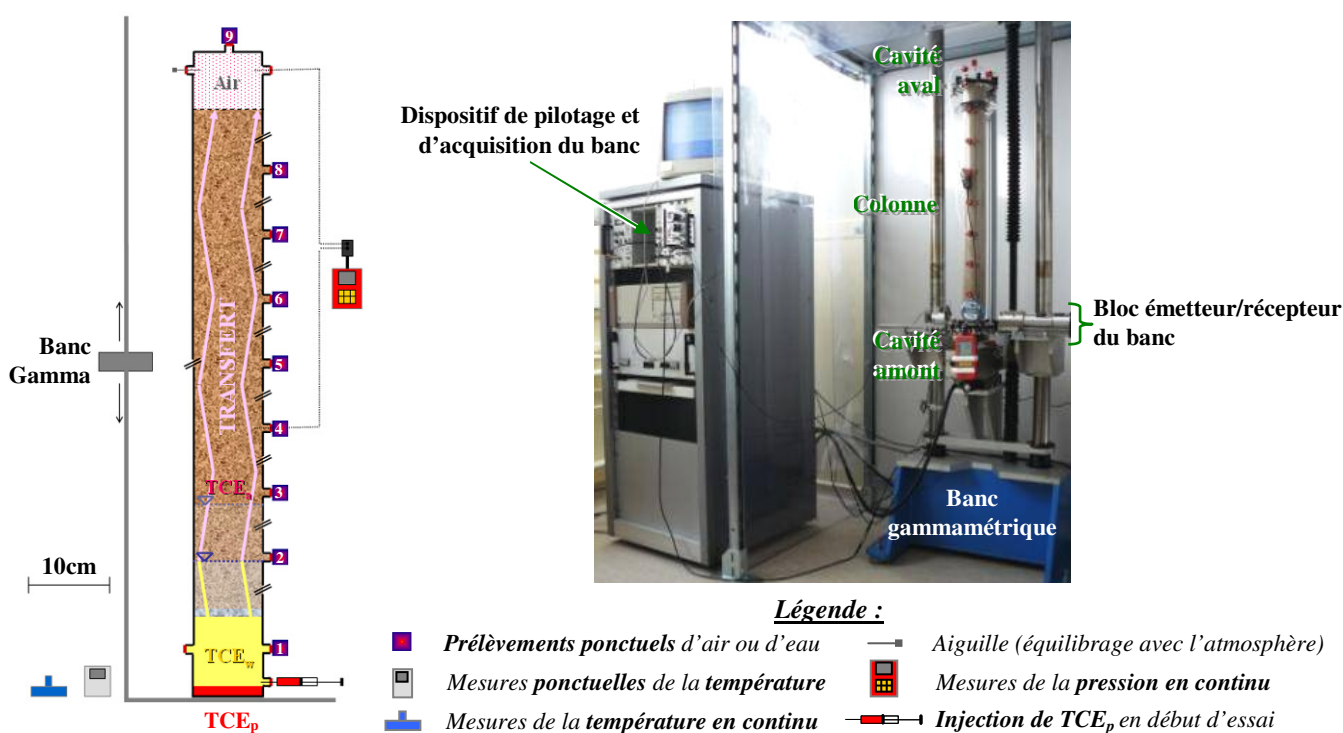 9
Air
8
7
6
5
4
3
2
1
TRANSFERT
TCEa
TCEw
TCEp
Banc
Gamma
10cm
Dispositif de pilotage et
d'acquisition du banc
Cavité
aval
Colonne
Cavité
amont
Bloc émetteur/récepteur
du banc
Banc
gammamétrique
Légende :
Prélèvements ponctuels d'air ou d'eau
Aiguille (équilibrage avec l'atmosphère)
Mesures ponctuelles de la température
Mesures de la pression en continu
Mesures de la température en continu
Injection de TCEp en début d'essai